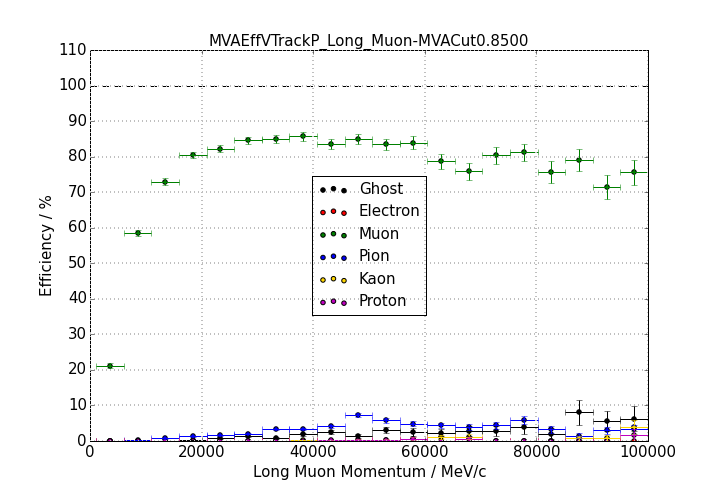 MVAEffVTrackP_Long_Muon-MVACut0.8500
110
100
90
80
70
60
50
40
30
20
10
0
Efficiency / %
Ghost
Electron
Muon
Pion
Kaon
Proton
0 20000 40000 60000 80000 100000
Long Muon Momentum / MeV/c